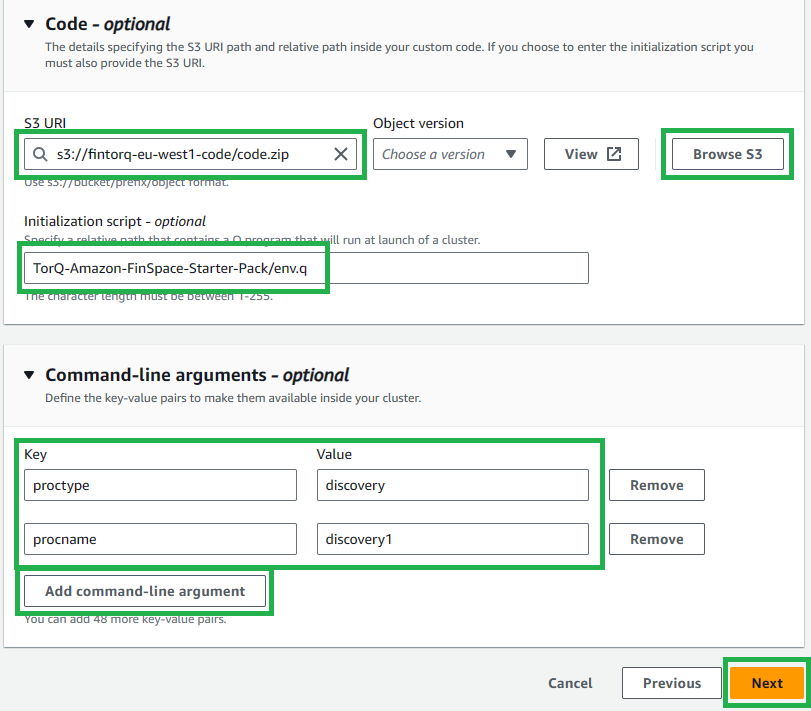 Code - optional
The details specifying the S3 URI path and relative path inside your custom code. If you choose to enter the initialization script you
must also provide the S3 URI.
S3 URI
Object version
s3://fintorq-eu-west1-code/code.zip
Choose a version
View
Browse S3
Use s3://bucket/prefix/object format.
Initialization script - optional
Specify a relative path that contains a Q program that will run at launch of a cluster.
TorQ-Amazon-FinSpace-Starter-Pack/env.q
The character length must be between 1-255.
Command-line arguments - optional
Define the key-value pairs to make them available inside your cluster.
Key
Value
proctype
discovery
Remove
procname
discovery1
Remove
Add command-line argument
You can add 48 more key-value pairs.
Cancel
Previous
Next